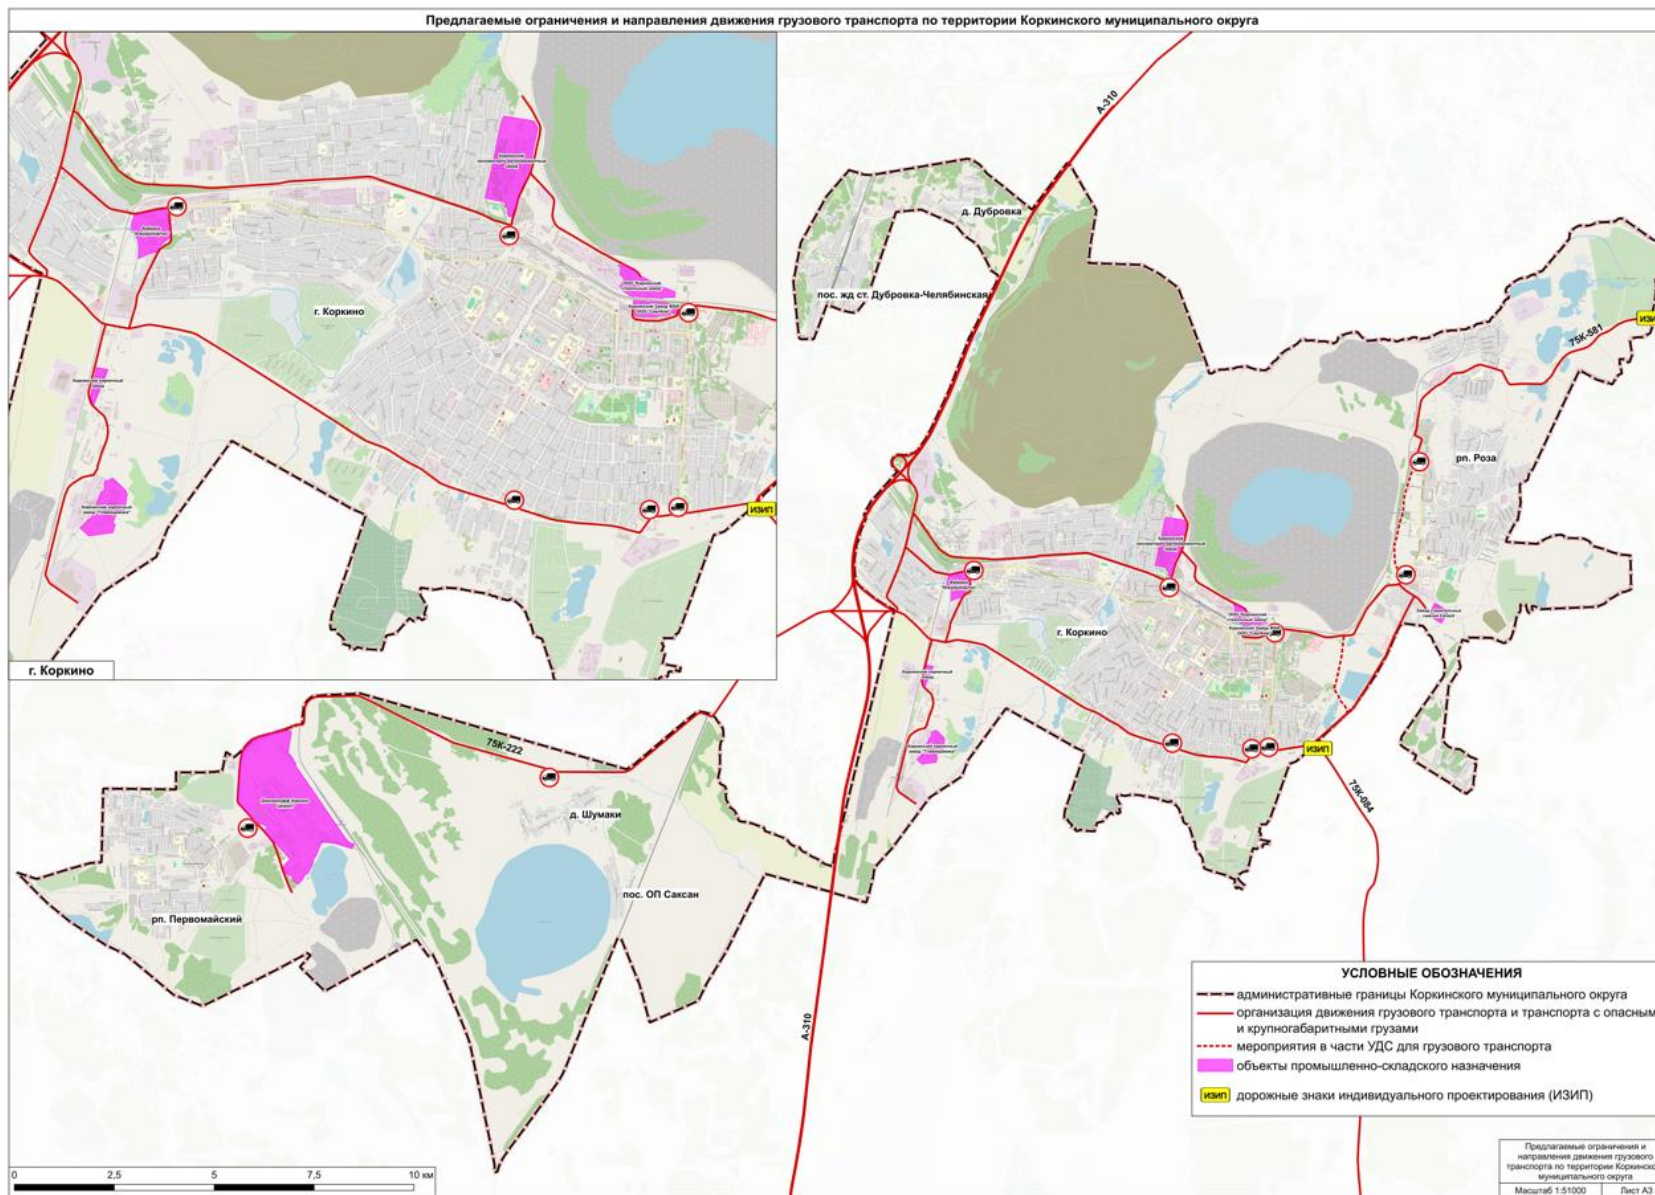 Предлагаемые ограничения и направления движения грузового транспорта по территории Коркинского муниципального округа
г. Коркино
ИЗИП
г. Коркино
А-310
д. Дубровка
пос. жд ст. Дубровка-Челябинская
75К-581
ИЗИ
рп. Роза
г. Коркино
ИЗИП
75К-084
75К-222
д. Шумаки
пос. ОП Саксан
рп. Первомайский
А-310
УСЛОВНЫЕ ОБОЗНАЧЕНИЯ
административные границы Коркинского муниципального округа
организация движения грузового транспорта и транспорта с опасным
и крупногабаритными грузами
мероприятия в части УДС для грузового транспорта
объекты промышленно-складского назначения
ИЗИП дорожные знаки индивидуального проектирования (ИЗИП)
0 2,5 5 7,5 10 км
Предлагаемые ограничения и
направления движения грузового
транспорта по территории Коркинско
муниципального округа
Масштаб 1:51000 Лист А3